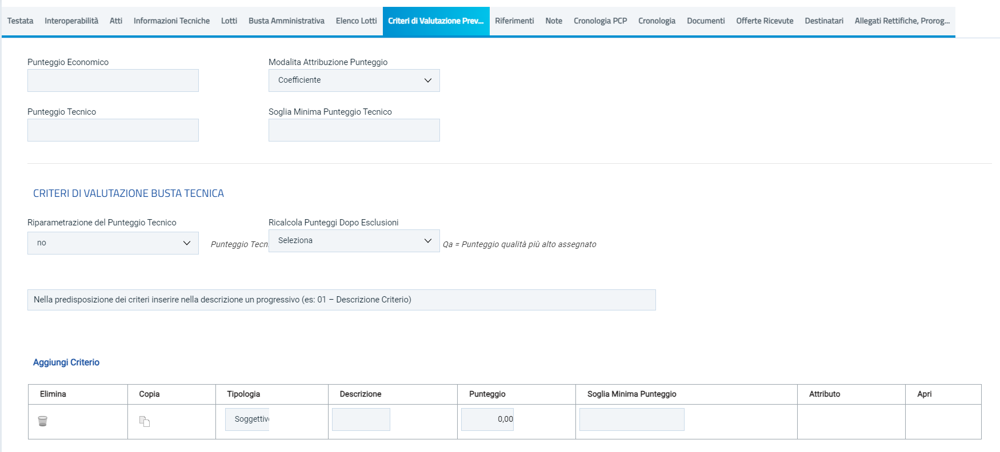 Testata Interoperabilità Atti Informazioni Tecniche Lotti Busta Amministrativa Elenco Lotti Criteri di Valutazione Prev... Riferimenti Note Cronologia PCP Cronologia Documenti Offerte Ricevute Destinatari Allegati Rettifiche, Prorog...
Punteggio Economico Modalita Attribuzione Punteggio
Coefficiente
Punteggio Tecnico Soglia Minima Punteggio Tecnico
CRITERI DI VALUTAZIONE BUSTA TECNICA
Riparametrazione del Punteggio Tecnico Ricalcola Punteggi Dopo Esclusioni
no Punteggio Tecn Seleziona Qa = Punteggio qualità più alto assegnato
Nella predisposizione dei criteri inserire nella descrizione un progressivo (es: 01 – Descrizione Criterio)
Aggiungi Criterio
Elimina Copia Tipologia Descrizione Punteggio Soglia Minima Punteggio Attributo Apri
Soggettivo 0,00